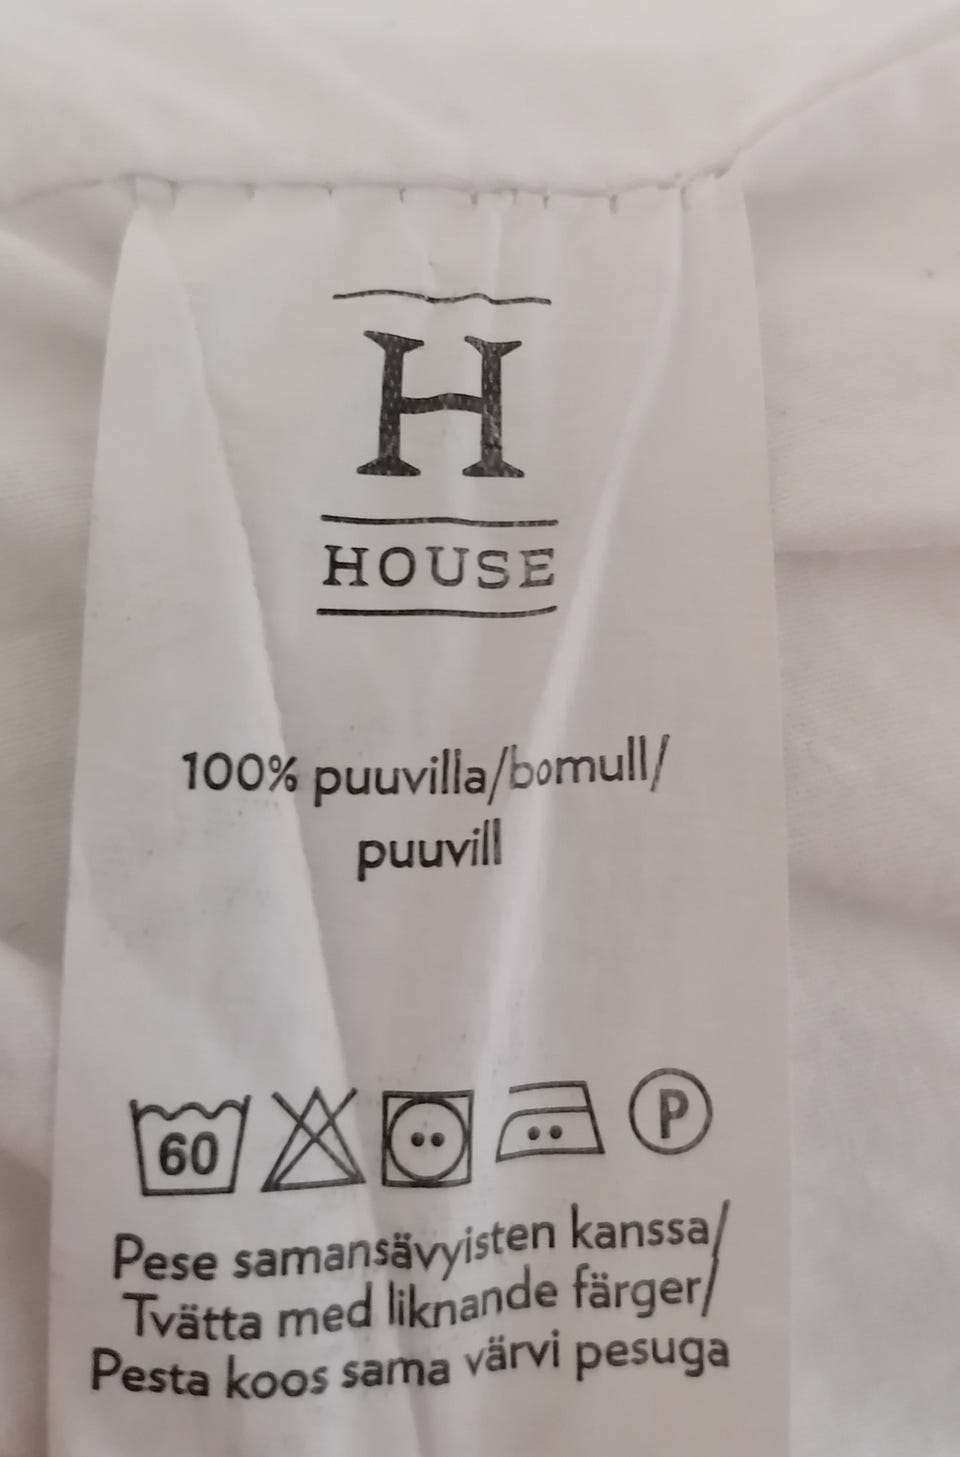 H
HOUSE
100% puuvilla/bomull/
puuvill
60 P
Pese samansävyisten kanssa/
Tvätta med liknande färger/
Pesta koos sama värvi pesuga